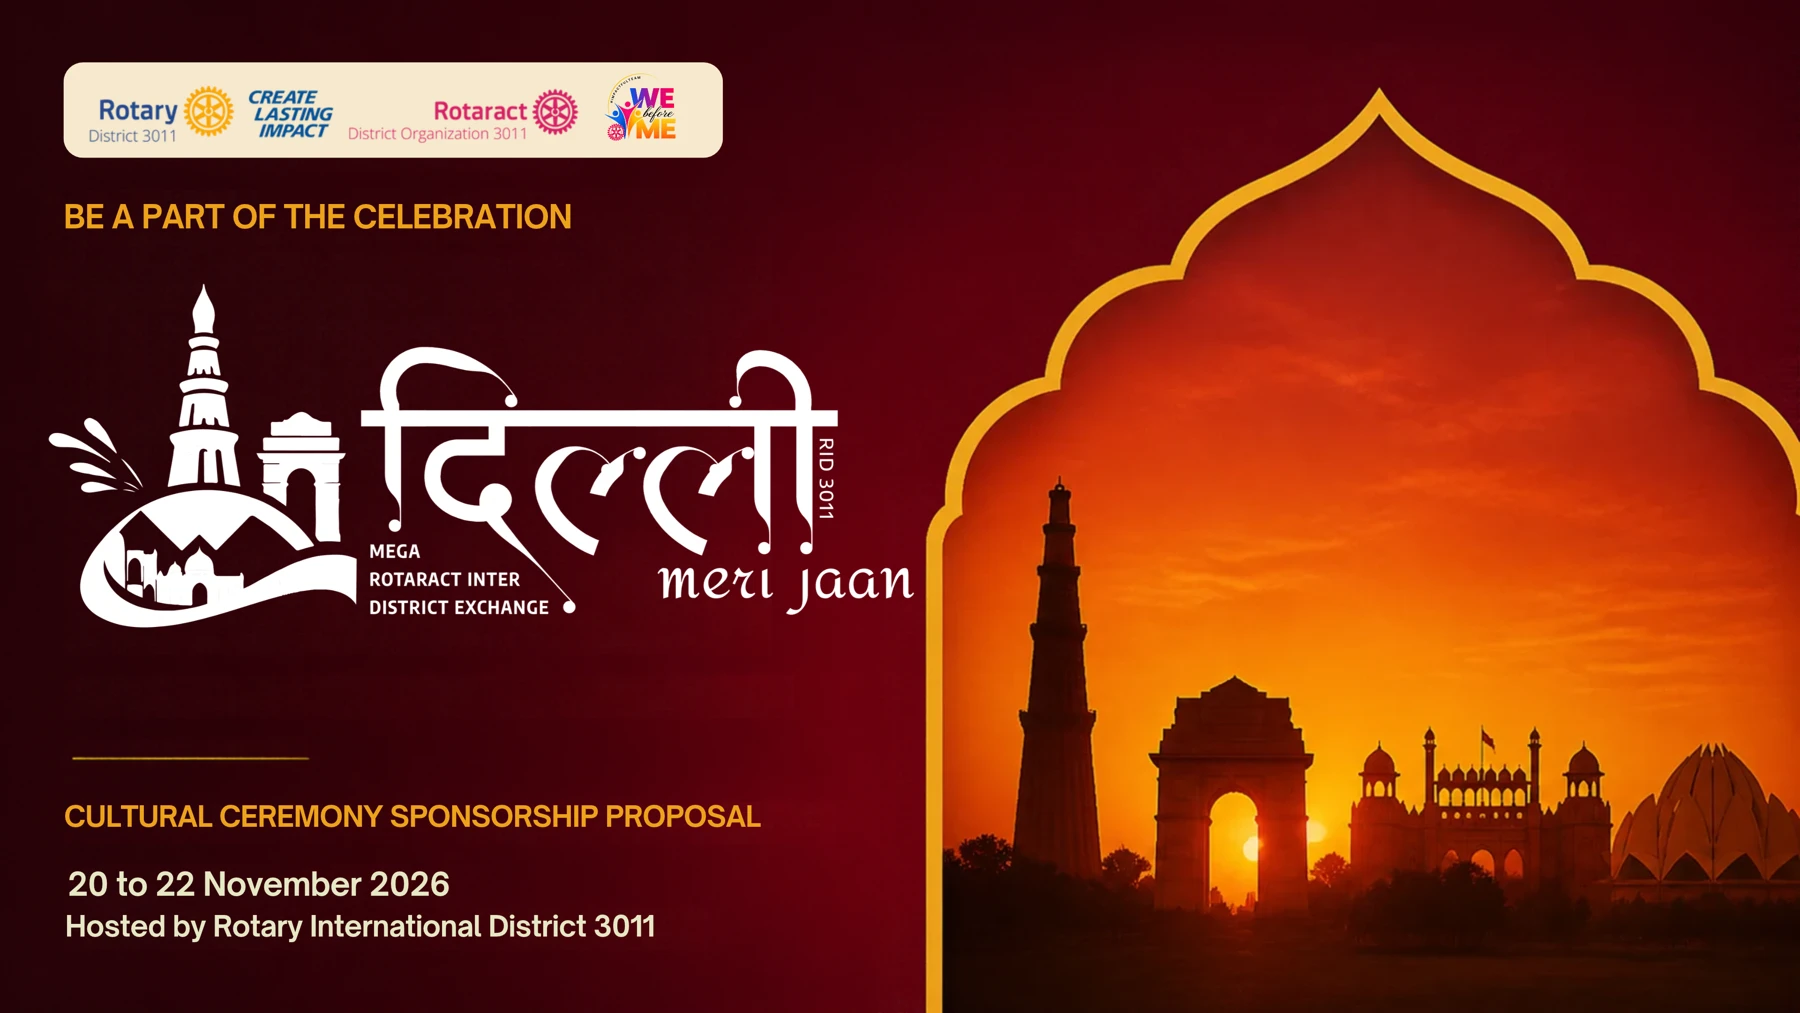 Rotary
District 3011
CREATE
LASTING
IMPACT
Rotaract
District Organization 3011
WE
before
ME
BE A PART OF THE CELEBRATION
दिल्ली
RID 3011
meri jaan
MEGA
ROTARACT INTER
DISTRICT EXCHANGE
CULTURAL CEREMONY SPONSORSHIP PROPOSAL
20 to 22 November 2026
Hosted by Rotary International District 3011